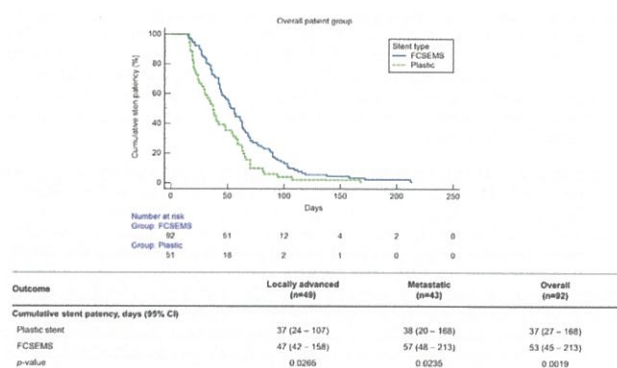 Overall patient group
Cumulative sten patency (%)
100
80
60
40
20
0
Stent type
FCSEMS
Plastic
0 50 100 150 200 250
Days
Number at risk
Group: FCSEMS
92 51 12 4 2 0
Group: Plastic
51 18 2 1 0 0
Outcome Locally advanced (n=49) Metastatic (n=43) Overall (n=92)
Cumulative stent patency, days (95% CI)
Plastic stent 37 (24 – 107) 38 (20 – 168) 37 (27 – 168)
FCSEMS 47 (42 – 158) 57 (48 – 213) 53 (45 – 213)
p-value 0.0265 0.0235 0.0019